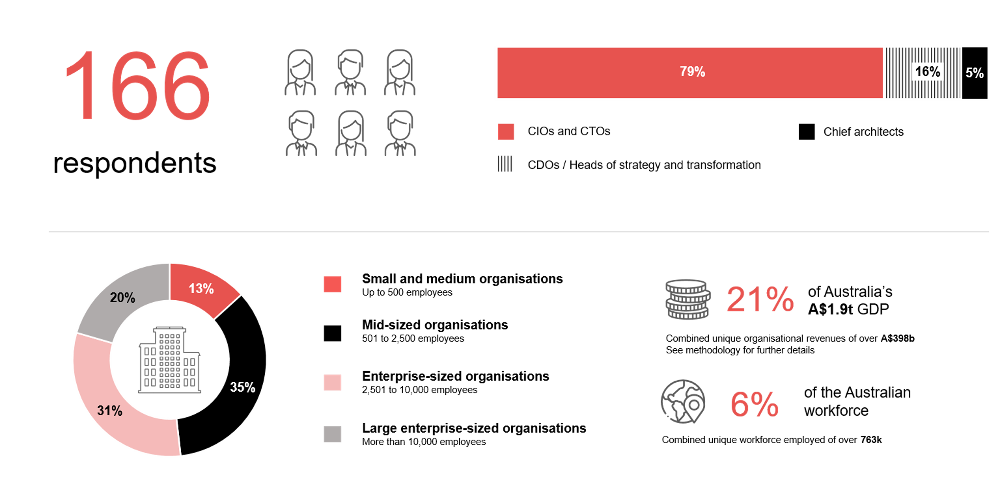 166
respondents
79%
16%
5%
CIOs and CTOs
Chief architects
CDOs / Heads of strategy and transformation
13%
20%
35%
31%
Small and medium organisations
Up to 500 employees
Mid-sized organisations
501 to 2,500 employees
Enterprise-sized organisations
2,501 to 10,000 employees
Large enterprise-sized organisations
More than 10,000 employees
21%
of Australia’s
A$1.9t GDP
Combined unique organisational revenues of over A$398b
See methodology for further details
6%
of the Australian
workforce
Combined unique workforce employed of over 763k